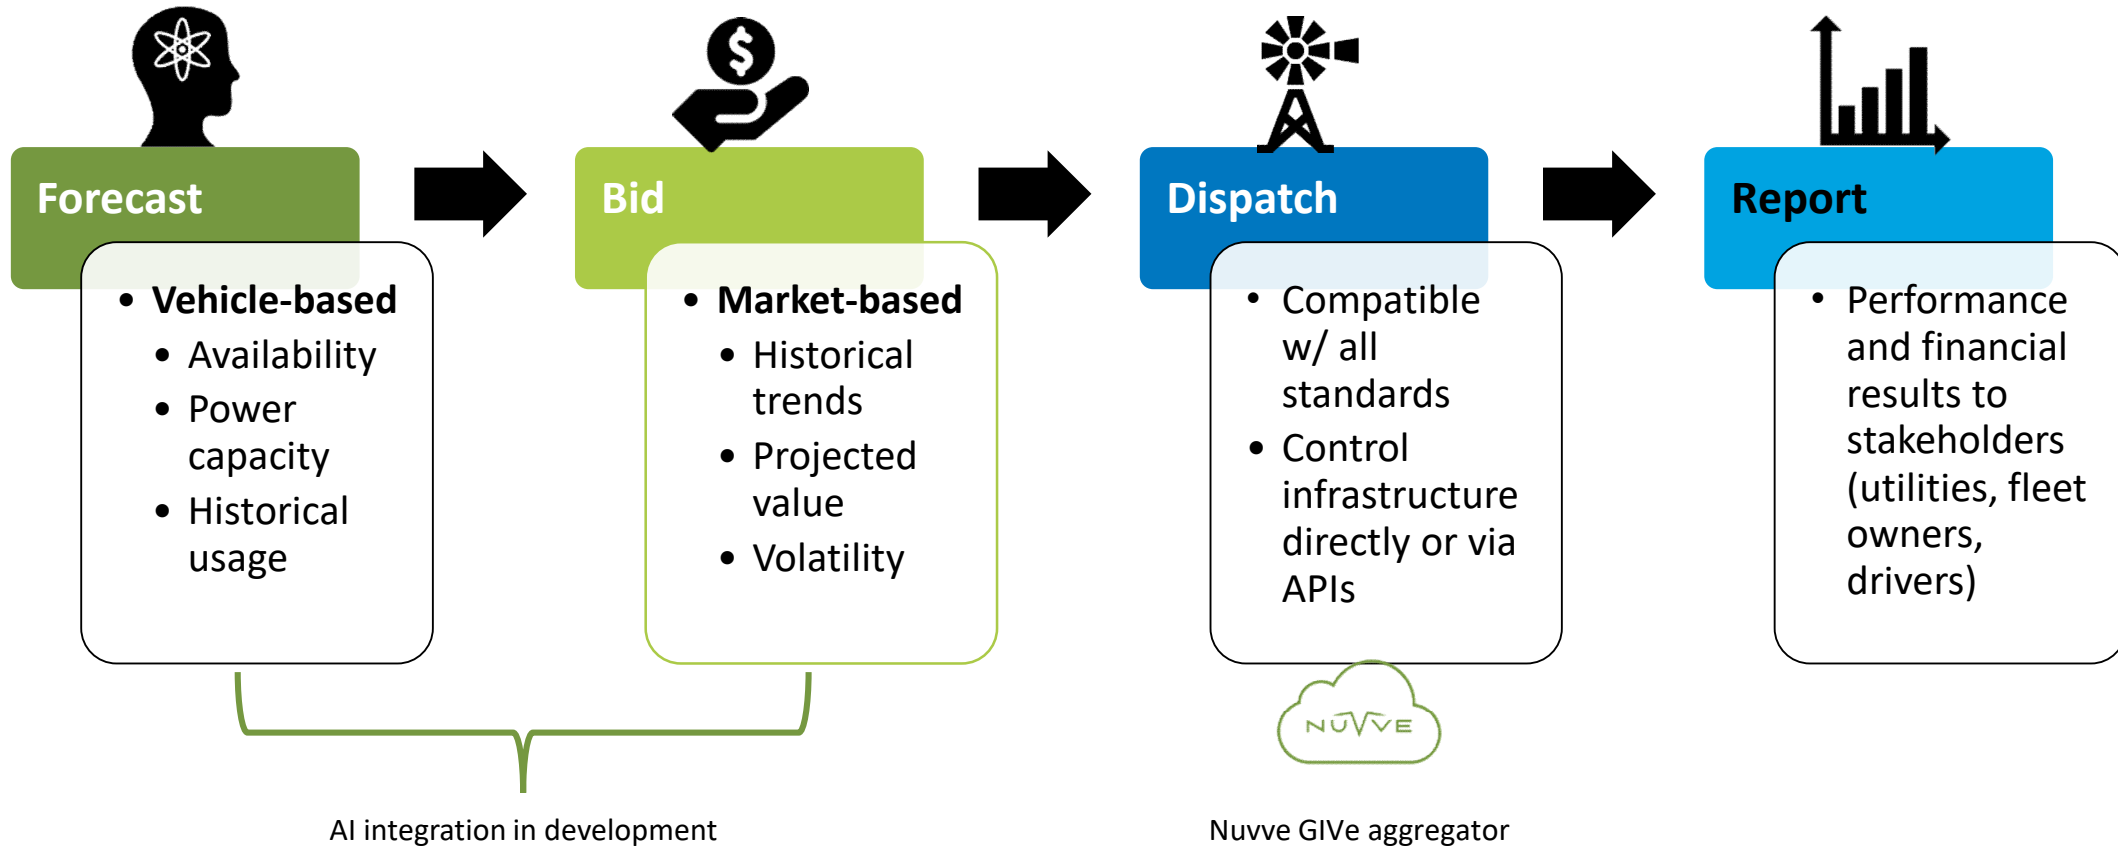 Forecast
• Vehicle-based
• Availability
• Power
capacity
• Historical
usage
Bid
• Market-based
• Historical
trends
• Projected
value
• Volatility
Dispatch
• Compatible
w/ all
standards
• Control
infrastructure
directly or via
APIs
Report
• Performance
and financial
results to
stakeholders
(utilities, fleet
owners,
drivers)
NUVVE
AI integration in development
Nuvve GIVe aggregator